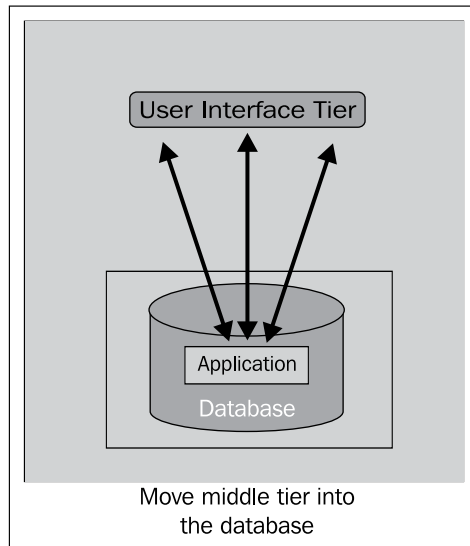 User Interface Tier
Application
Database
Move middle tier into
the database